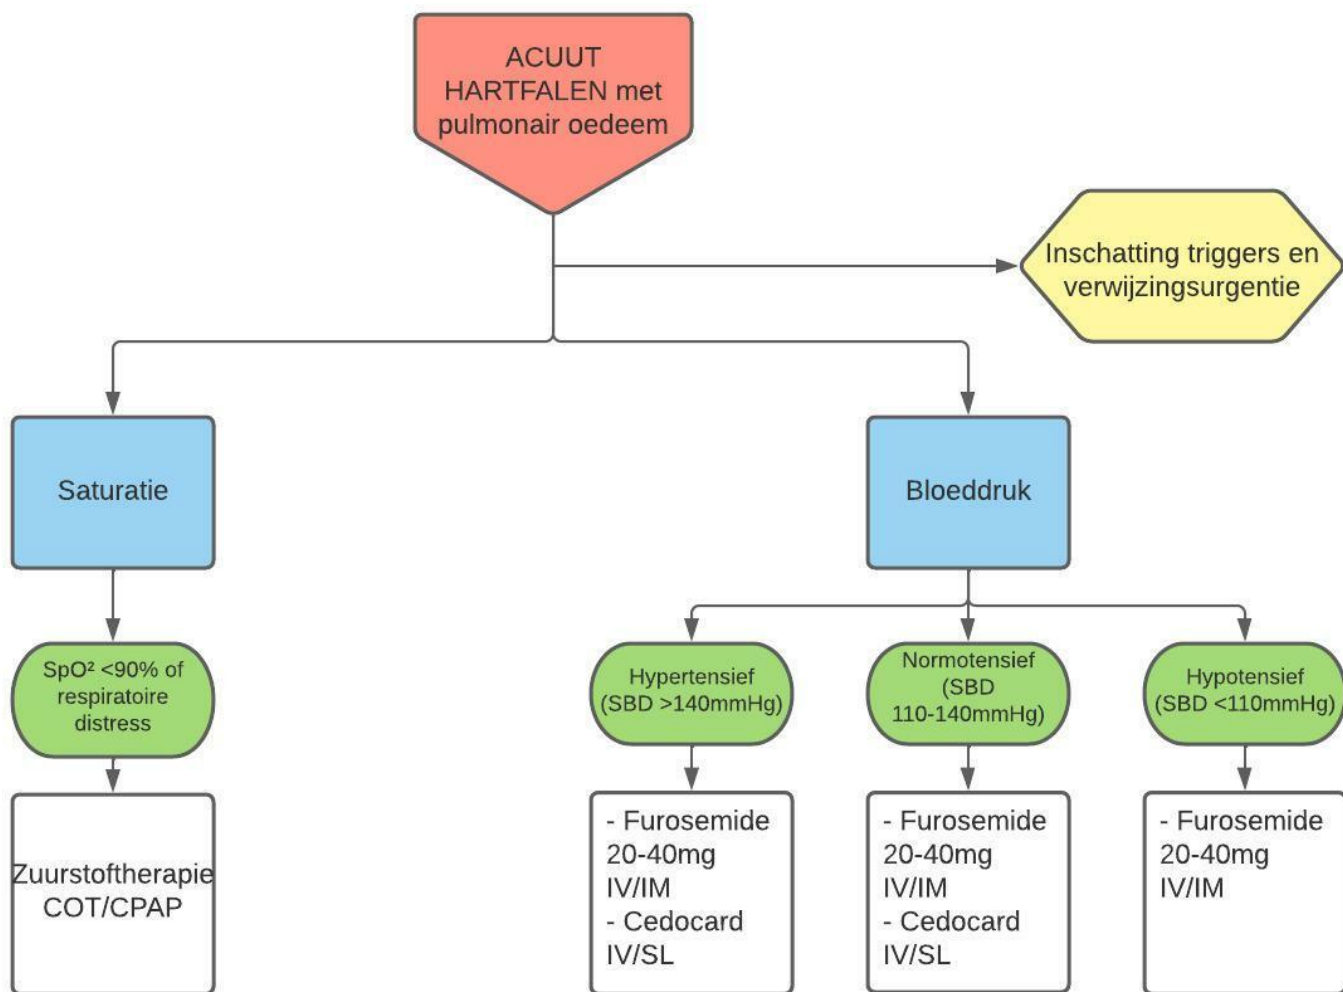 ACUUT
HARTFALEN met
pulmonair oedeem
Inschatting triggers en
verwijzingsurgentie
Saturatie
Bloeddruk
SpO² <90% of
respiratoire
distress
Hypertensief
(SBD >140mmHg)
Normotensief
(SBD
110-140mmHg)
Hypotensief
(SBD <110mmHg)
Zuurstoftherapie
COT/CPAP
- Furosemide
20-40mg
IV/IM
- Cedocard
IV/SL
- Furosemide
20-40mg
IV/IM
- Cedocard
IV/SL
- Furosemide
20-40mg
IV/IM